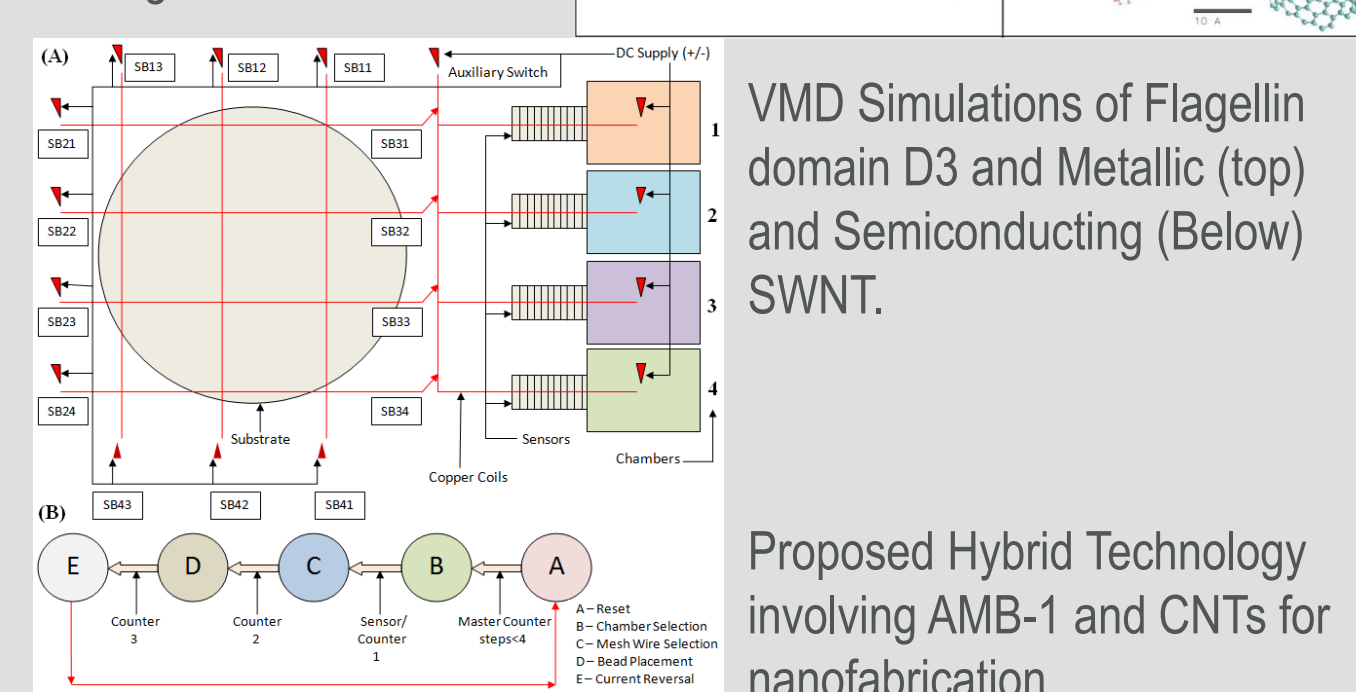 10 A
(A)
SB13
SB12
SB11
DC Supply (+/-)
Auxiliary Switch
SB21
SB31
1
SB22
SB32
2
SB23
SB33
3
SB24
SB34
4
Substrate
Sensors
Chambers
Copper Coils
SB43
SB42
SB41
(B)
E
D
C
B
A
Counter
3
Counter
2
Sensor/
Counter
1
Master Counter
steps<4
A – Reset
B – Chamber Selection
C – Mesh Wire Selection
D – Bead Placement
E – Current Reversal
VMD Simulations of Flagellin
domain D3 and Metallic (top)
and Semiconducting (Below)
SWNT.
Proposed Hybrid Technology
involving AMB-1 and CNTs for
nanofabrication